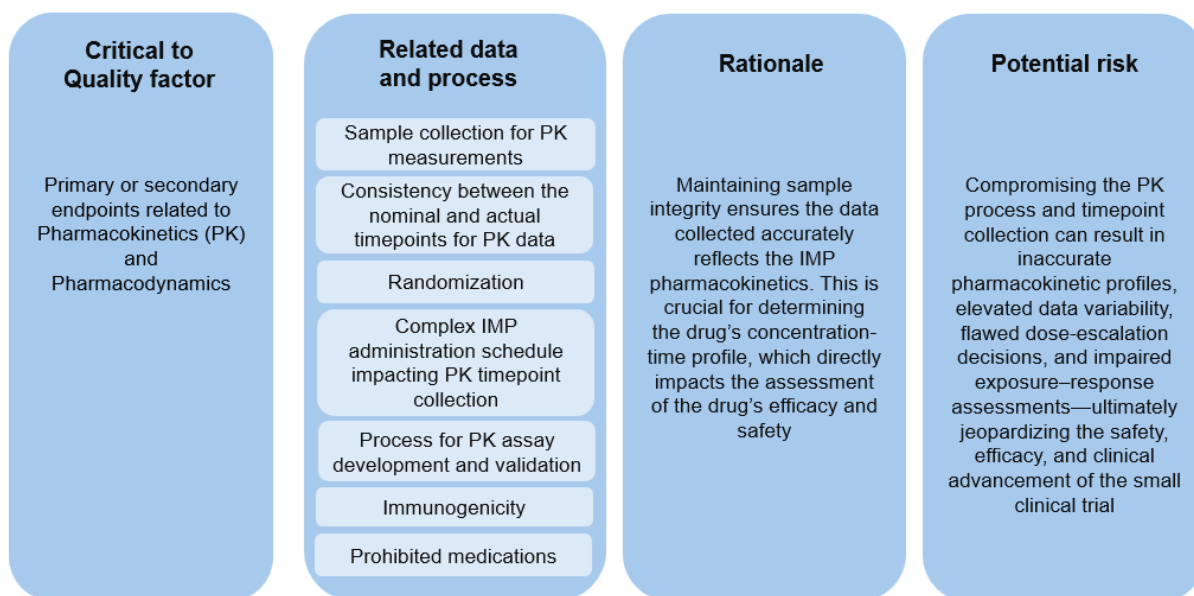 Critical to
Quality factor
Primary or secondary
endpoints related to
Pharmacokinetics (PK)
and
Pharmacodynamics
Related data
and process
Sample collection for PK
measurements
Consistency between the
nominal and actual
timepoints for PK data
Randomization
Complex IMP
administration schedule
impacting PK timepoint
collection
Process for PK assay
development and validation
Immunogenicity
Prohibited medications
Rationale
Maintaining sample
integrity ensures the data
collected accurately
reflects the IMP
pharmacokinetics. This is
crucial for determining
the drug’s concentration-
time profile, which directly
impacts the assessment
of the drug’s efficacy and
safety
Potential risk
Compromising the PK
process and timepoint
collection can result in
inaccurate
pharmacokinetic profiles,
elevated data variability,
flawed dose-escalation
decisions, and impaired
exposure–response
assessments—ultimately
jeopardizing the safety,
efficacy, and clinical
advancement of the small
clinical trial